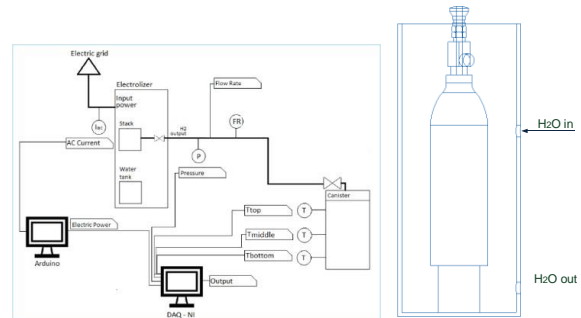 Electric grid
Electrolizer
Input
power
Iac
Stack
H2
output
Water
tank
AC Current
Flow Rate
FR
P
Pressure
Canister
Ttop
T
Tmiddle
T
Tbottom
T
Electric Power
Arduino
Output
DAQ - NI
H2O in
H2O out